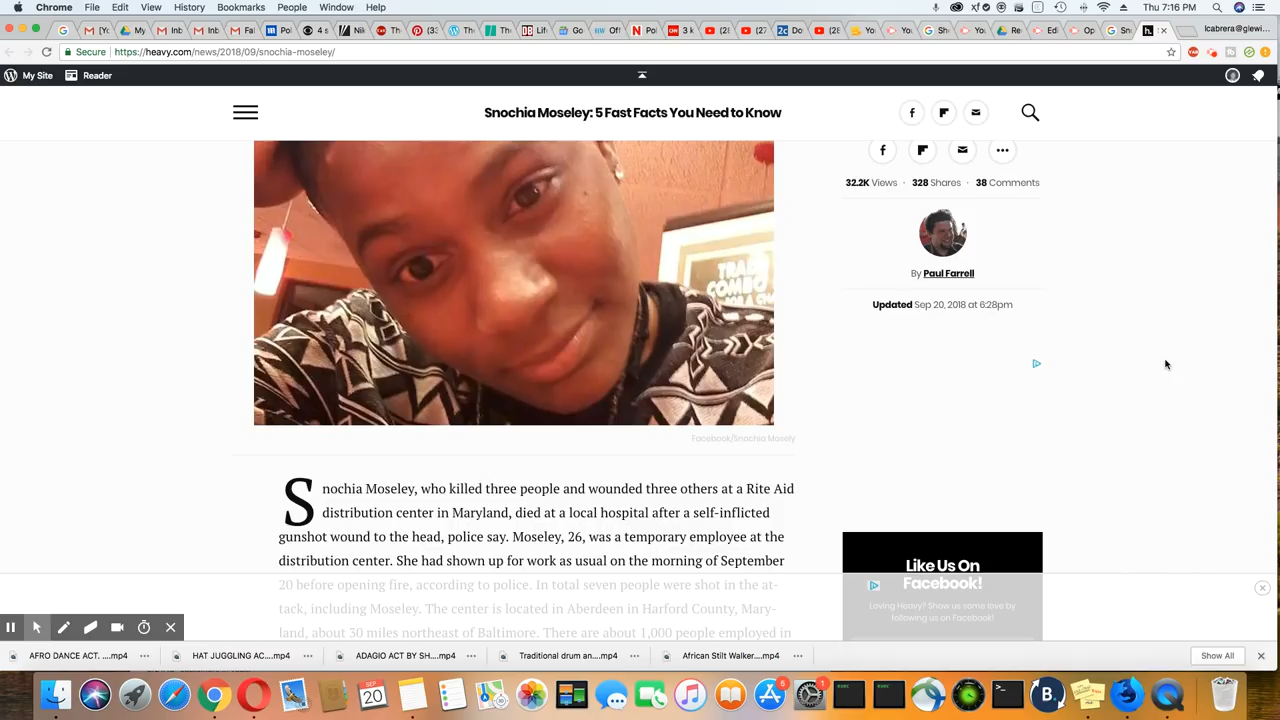 Chrome File Edit View History Bookmarks People Window Help Thu 7:16 PM
Secure https://heavy.com/news/2018/09/snochia-moseley/
My Site Reader
Snochia Moseley: 5 Fast Facts You Need to Know
32.2K Views · 328 Shares · 38 Comments
By Paul Farrell
Updated Sep 20, 2018 at 6:28pm
Facebook/Snochia Mosely
Snochia Moseley, who killed three people and wounded three others at a Rite Aid
distribution center in Maryland, died at a local hospital after a self-inflicted
gunshot wound to the head, police say. Moseley, 26, was a temporary employee at the
distribution center. She had shown up for work as usual on the morning of September
20 before opening fire, according to police. In total seven people were shot in the at-
tack, including Moseley. The center is located in Aberdeen in Harford County, Mary-
land, about 30 miles northeast of Baltimore. There are about 1,000 people employed in
Like Us On
Facebook!
Loving Heavy? Show us some love by
following us on Facebook!
AFRO DANCE ACT. ....mp4 HAT JUGGLING AC....mp4 ADAGIO ACT BY SH....mp4 Traditional drum an....mp4 African Stilt Walker....mp4 Show All
SEP
20